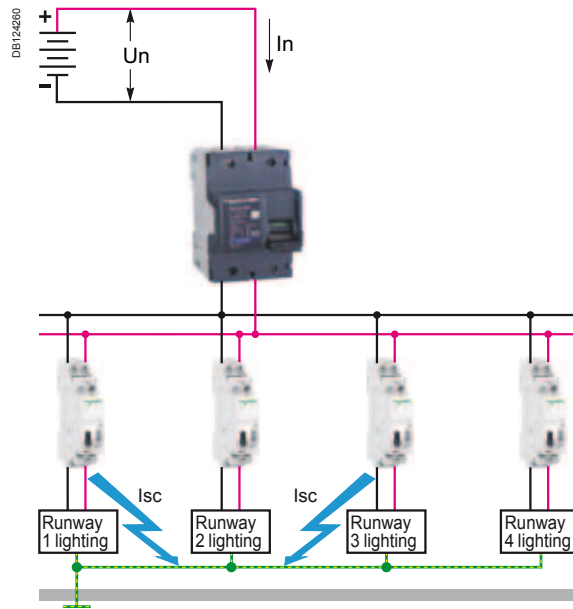 DB124260
+
Un
In
-
Isc
Isc
Runway
1 lighting
Runway
2 lighting
Runway
3 lighting
Runway
4 lighting